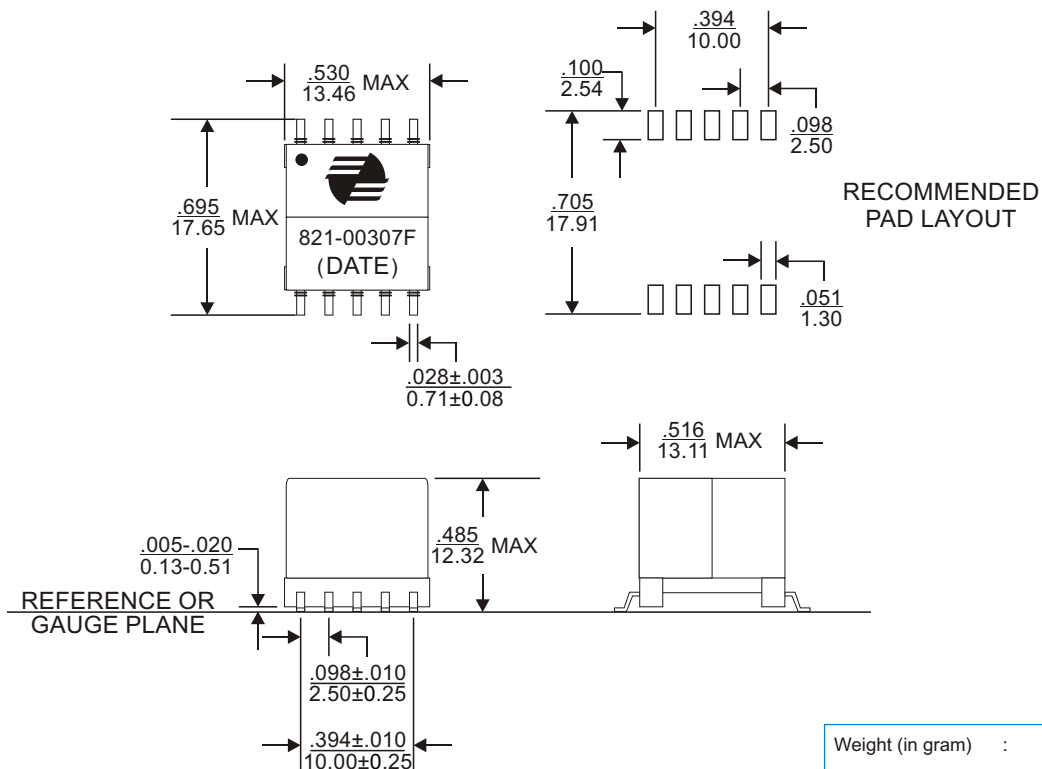 .394
10.00
.530
13.46 MAX
.100
2.54
.098
2.50
.695
17.65 MAX
.705
17.91
RECOMMENDED
PAD LAYOUT
821-00307F
(DATE)
.051
1.30
.028±.003
0.71±0.08
.516
13.11 MAX
.485
12.32 MAX
.005-.020
0.13-0.51
REFERENCE OR
GAUGE PLANE
.098±.010
2.50±0.25
.394±.010
10.00±0.25
Weight (in gram) :